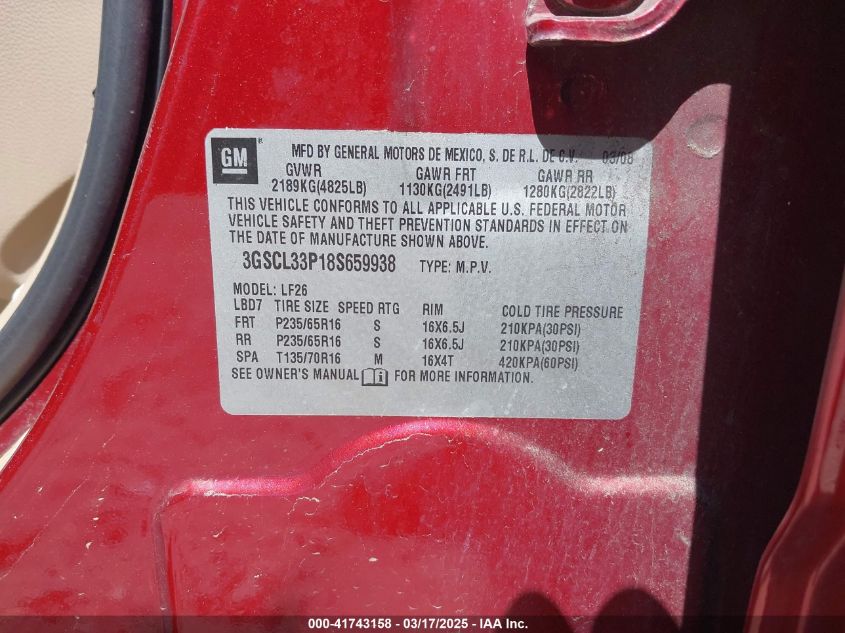 GM ® MFD BY GENERAL MOTORS DE MEXICO, S. DE R.L. DE C.V. 03/08
GVWR GAWR FRT GAWR RR
2189KG(4825LB) 1130KG(2491LB) 1280KG(2822LB)
THIS VEHICLE CONFORMS TO ALL APPLICABLE U.S. FEDERAL MOTOR
VEHICLE SAFETY AND THEFT PREVENTION STANDARDS IN EFFECT ON
THE DATE OF MANUFACTURE SHOWN ABOVE.
3GSCL33P18S659938 TYPE: M.P.V.
MODEL: LF26
LBD7 TIRE SIZE SPEED RTG RIM COLD TIRE PRESSURE
FRT P235/65R16 S 16X6.5J 210KPA(30PSI)
RR P235/65R16 S 16X6.5J 210KPA(30PSI)
SPA T135/70R16 M 16X4T 420KPA(60PSI)
SEE OWNER'S MANUAL FOR MORE INFORMATION.
000-41743158 - 03/17/2025 - IAA Inc.